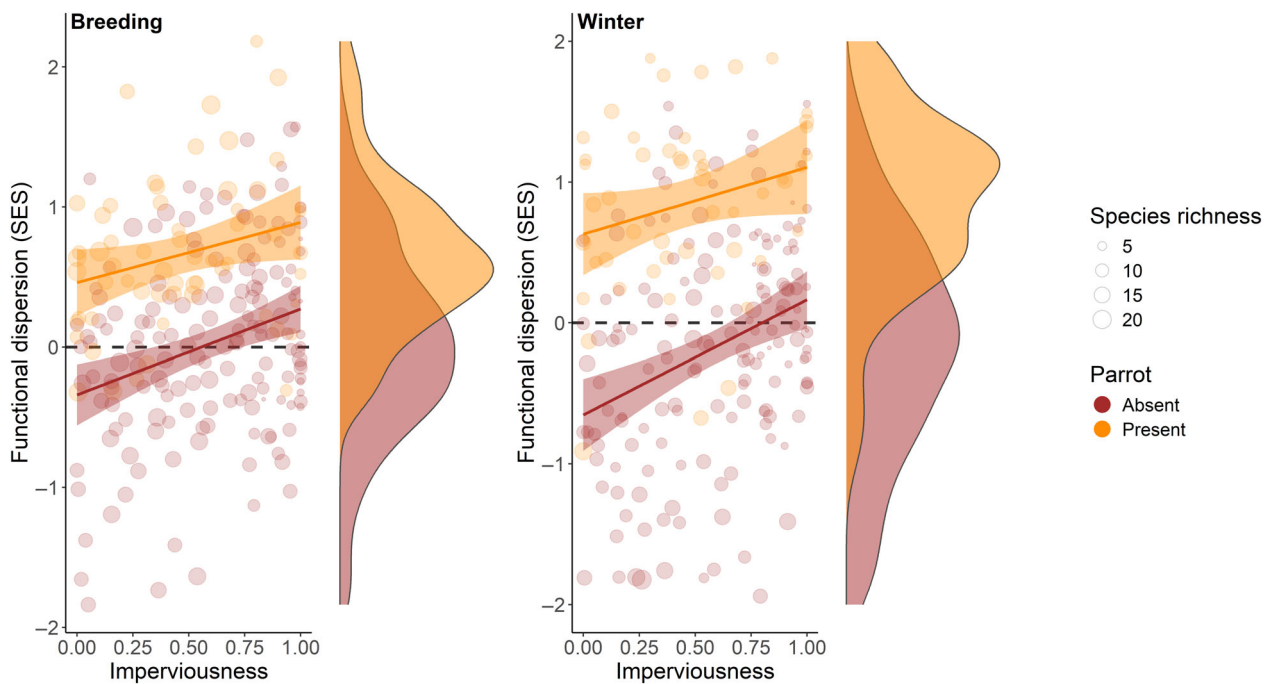 Breeding
Functional dispersion (SES)
2
1
0
−1
−2
0.00 0.25 0.50 0.75 1.00
Imperviousness
Winter
Functional dispersion (SES)
2
1
0
−1
−2
0.00 0.25 0.50 0.75 1.00
Imperviousness
Species richness
5
10
15
20
Parrot
Absent
Present